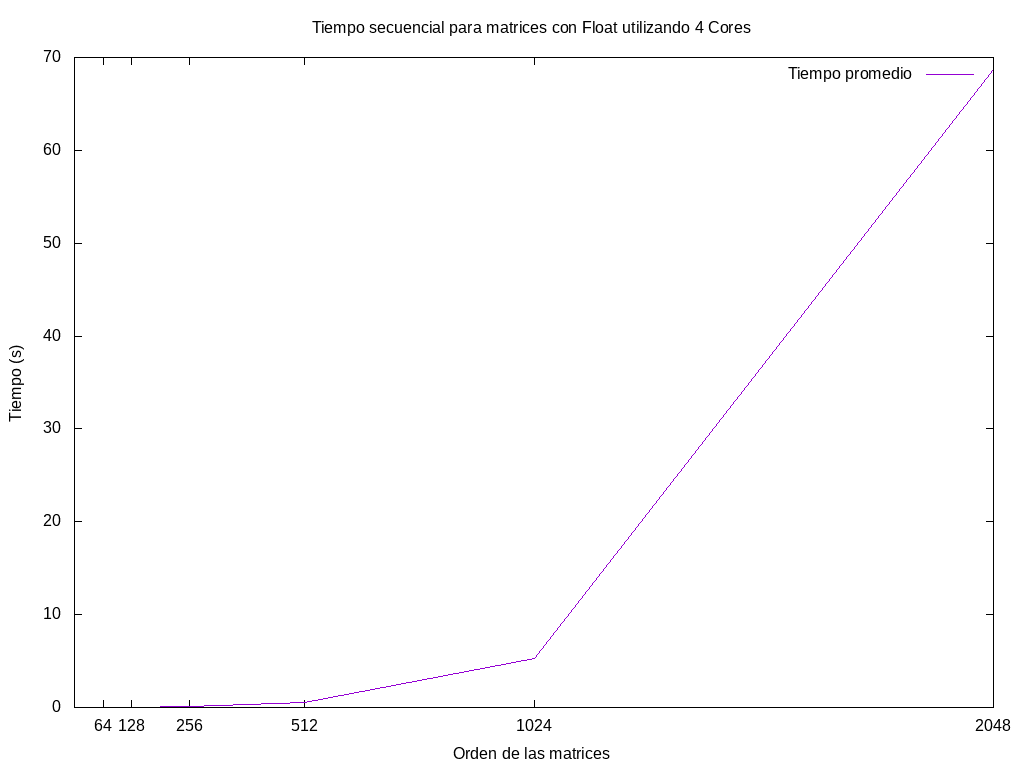 Tiempo secuencial para matrices con Float utilizando 4 Cores
Tiempo promedio
70
60
50
40
30
20
10
0
Tiempo (s)
64 128 256 512 1024 2048
Orden de las matrices